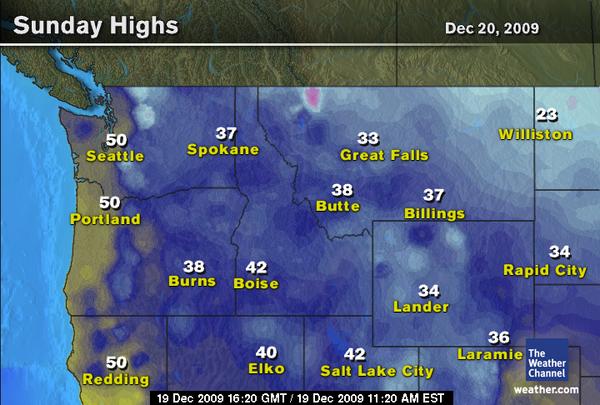 Sunday Highs
Dec 20, 2009
50
Seattle
37
Spokane
33
Great Falls
23
Williston
50
Portland
38
Butte
37
Billings
38
Burns
42
Boise
34
Rapid City
34
Lander
50
Redding
40
Elko
42
Salt Lake City
36
Laramie
The
Weather
Channel
weather.com
19 Dec 2009 16:20 GMT / 19 Dec 2009 11:20 AM EST